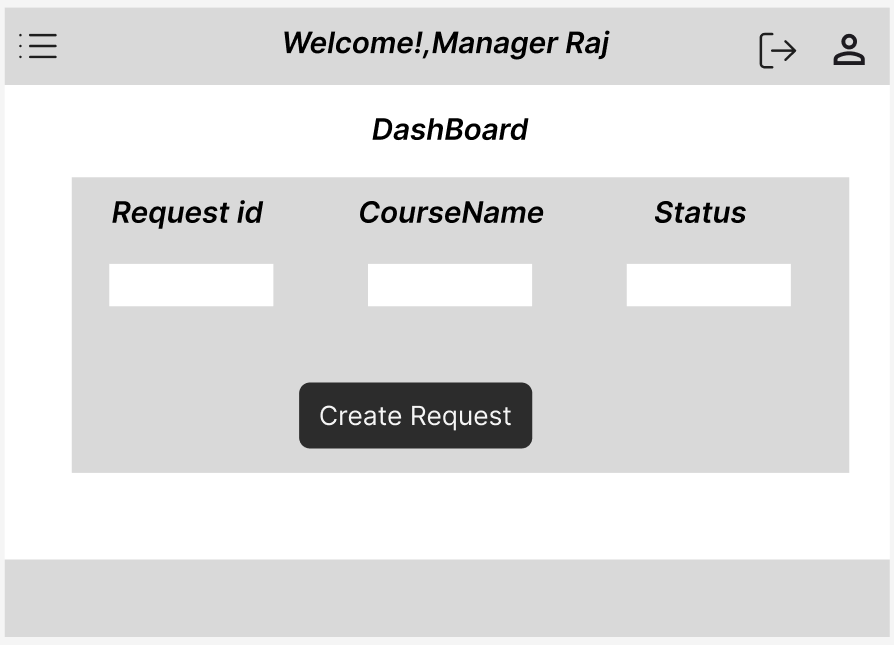 Welcome!,Manager Raj
DashBoard
Request id CourseName Status
Create Request